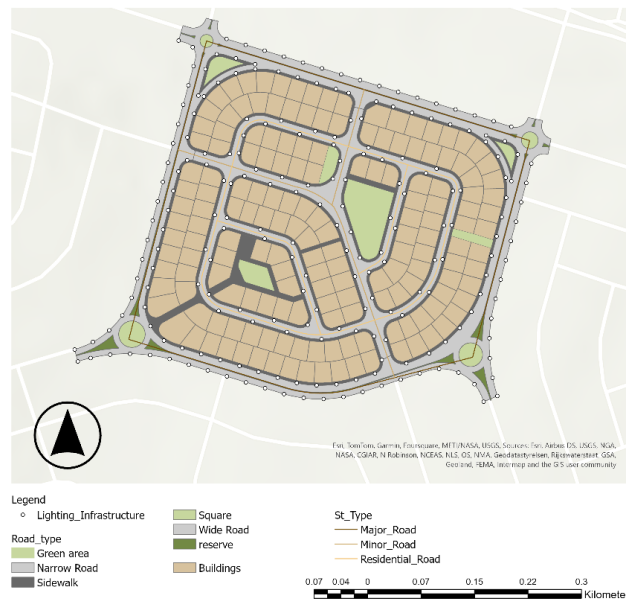 Esri, TomTom, Garmin, Foursquare, METI/NASA, USGS, Sources: Esri, Airbus DS, USGS, NGA,
NASA, CGIAR, N Robinson, NCEAS, NLS, OS, NMA, Geodatastyrelsen, Rijkswaterstaat, GSA,
Geoland, FEMA, Intermap and the GIS user community
Legend
Lighting_Infrastructure
Road_type
Green area
Narrow Road
Sidewalk
Square
Wide Road
reserve
Buildings
St_Type
Major_Road
Minor_Road
Residential_Road
0.07 0.04 0 0.07 0.15 0.22 0.3
Kilomete